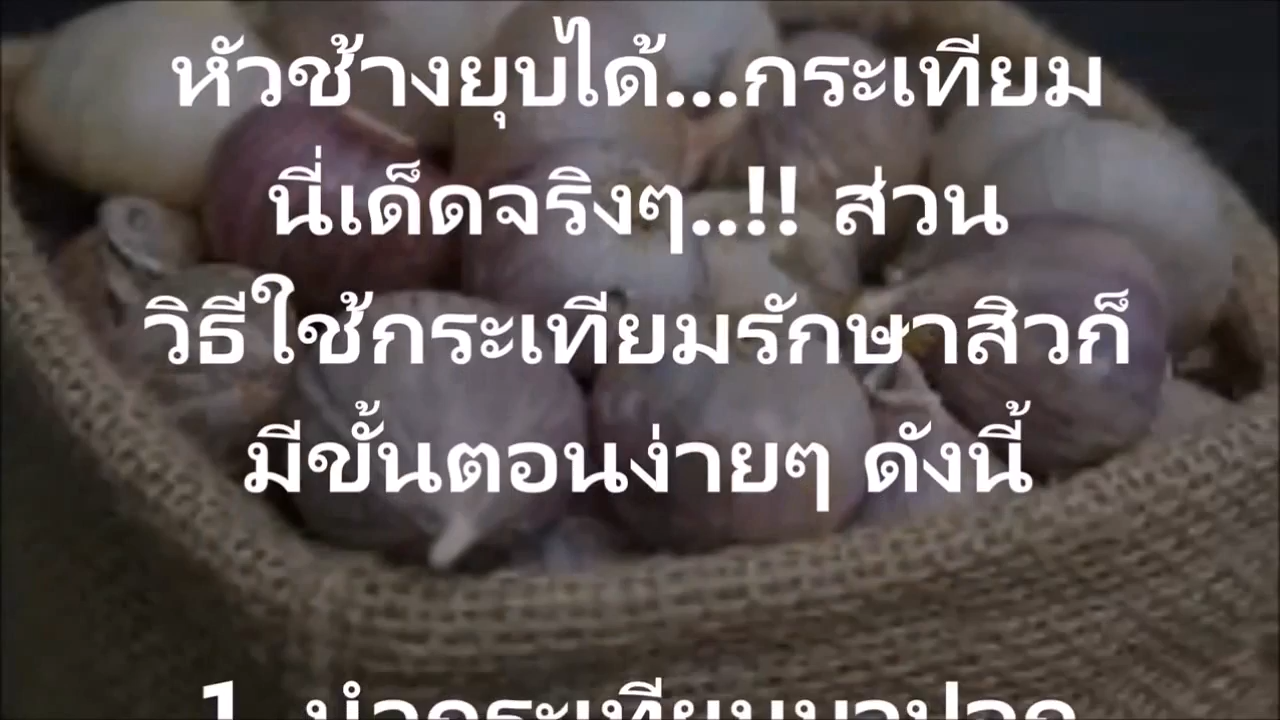 หัวช้างยุบได้...กระเทียม
นี่เด็ดจริงๆ..!! ส่วน
วิธีใช้กระเทียมรักษาสิวก็
มีขั้นตอนง่ายๆ ดังนี้
1. นำกระเทียมมาปอก